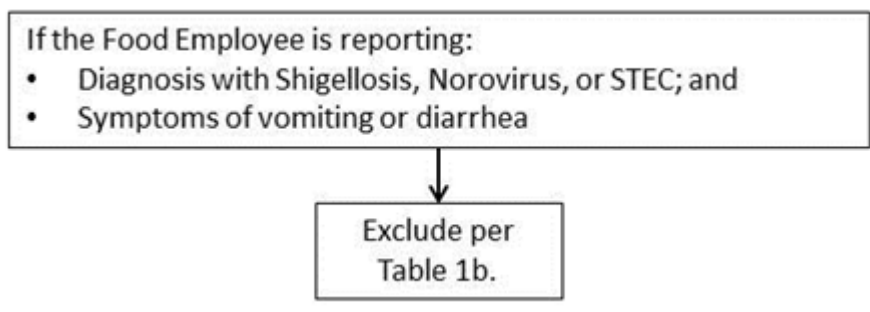 If the Food Employee is reporting:
• Diagnosis with Shigellosis, Norovirus, or STEC; and
• Symptoms of vomiting or diarrhea
Exclude per
Table 1b.